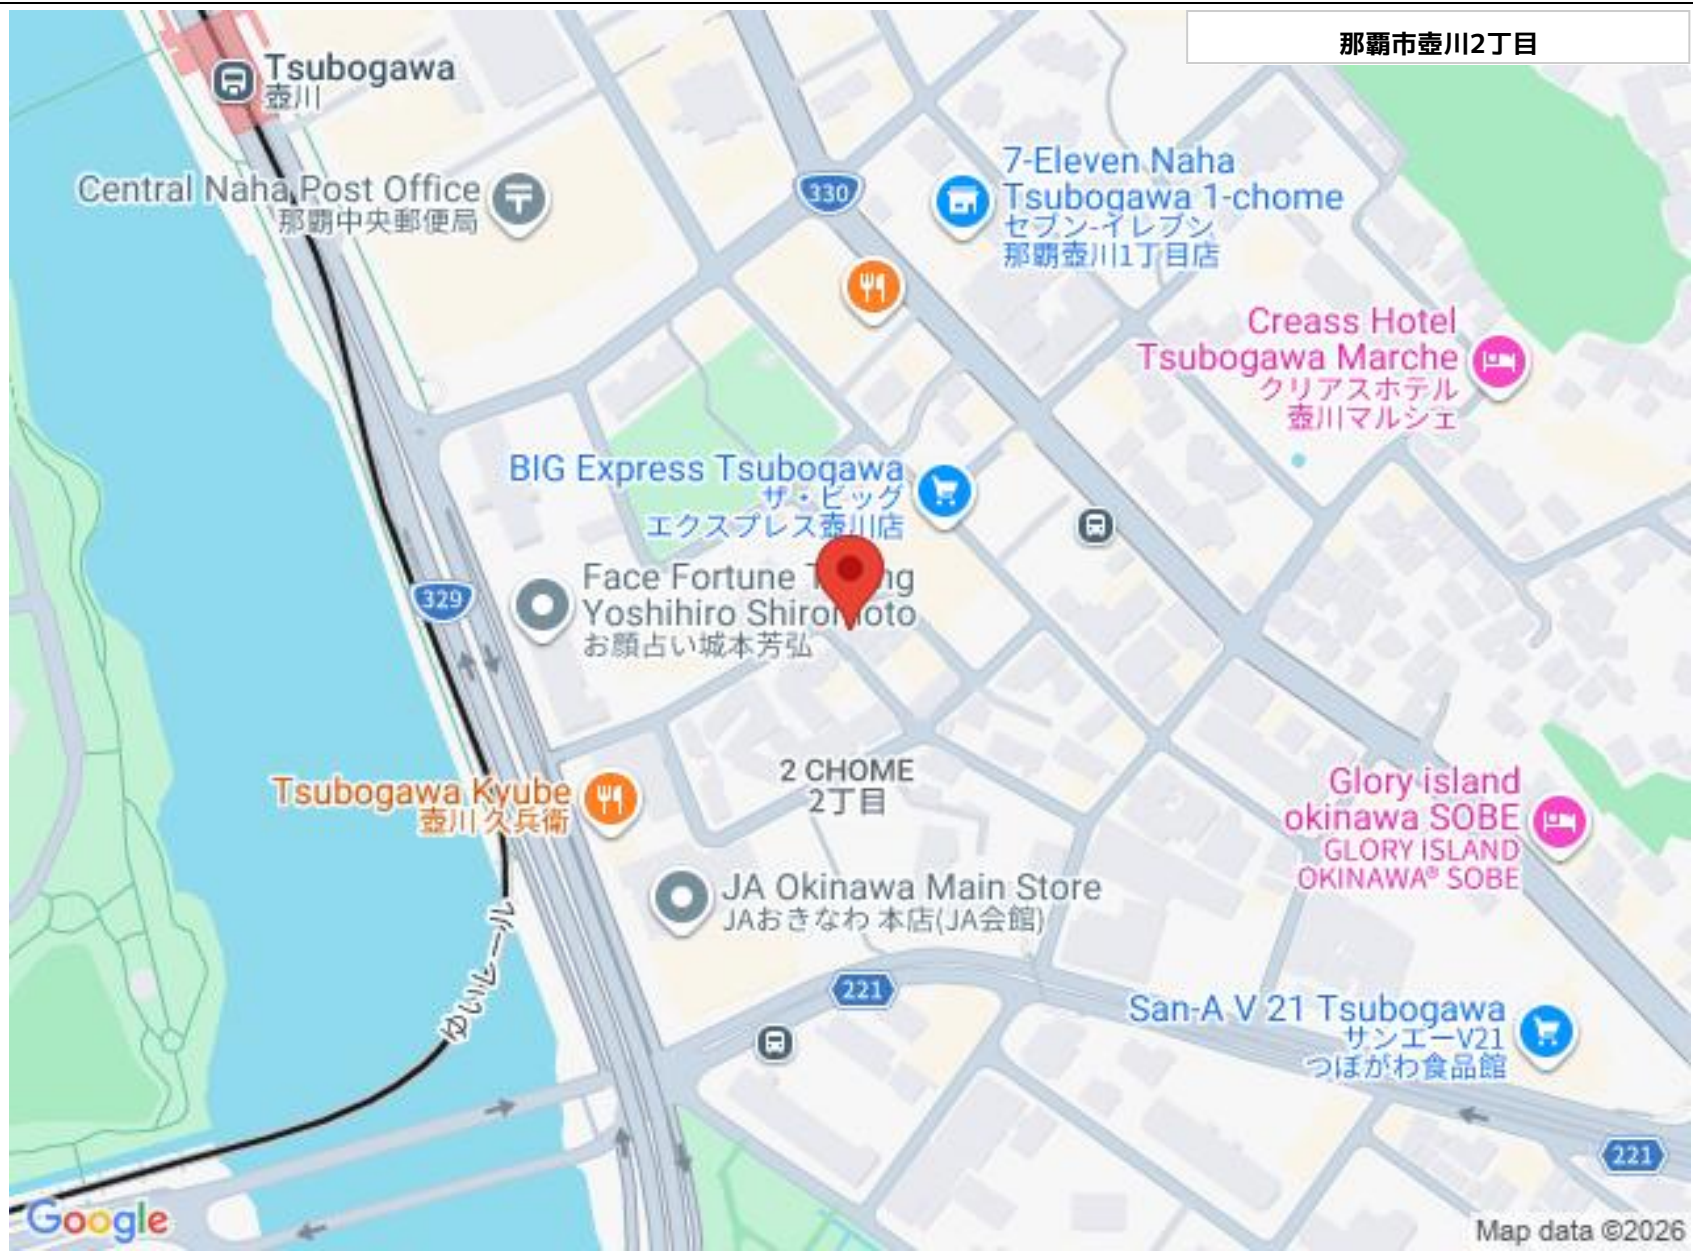 那覇市壺川2丁目
Tsubogawa
壺川
Central Naha Post Office
那覇中央郵便局
330
7-Eleven Naha
Tsubogawa 1-chome
セブン-イレブン
那覇壺川1丁目店
Creass Hotel
Tsubogawa Marche
クリアスホテル
壺川マルシェ
BIG Express Tsubogawa
ザ・ビッグ
エクスプレス壺川店
329
Face Fortune
Yoshihiro Shiromoto
お顔占い城本芳弘
2 CHOME
2丁目
Tsubogawa Kyube
壺川 久兵衛
Glory island
okinawa SOBE
GLORY ISLAND
OKINAWA® SOBE
JA Okinawa Main Store
JAおきなわ 本店(JA会館)
ゆいレール
221
San-A V 21 Tsubogawa
サンエーV21
つぼがわ食品館
221
Google
Map data ©2026